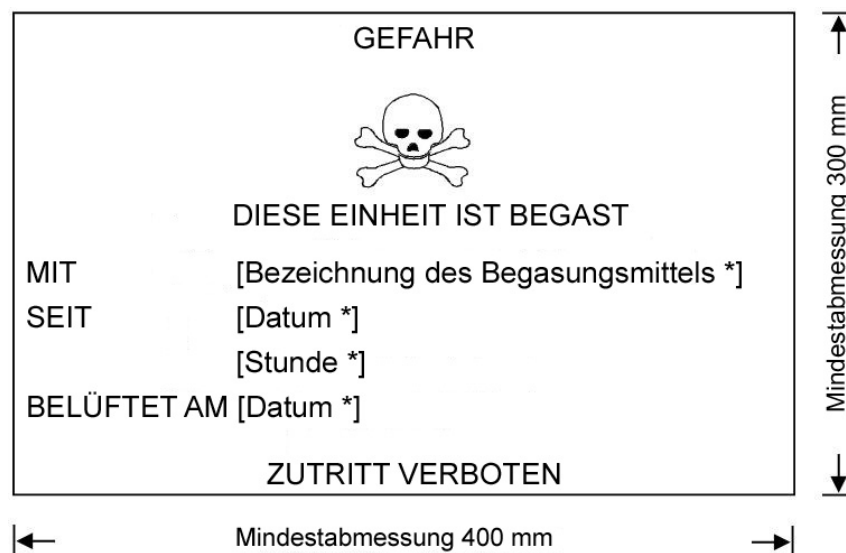 GEFAHR
DIESE EINHEIT IST BEGAST
MIT [Bezeichnung des Begasungsmittels *]
SEIT [Datum *]
[Stunde *]
BELÜFTET AM [Datum *]
ZUTRITT VERBOTEN
Mindestabmessung 400 mm
Mindestabmessung 300 mm